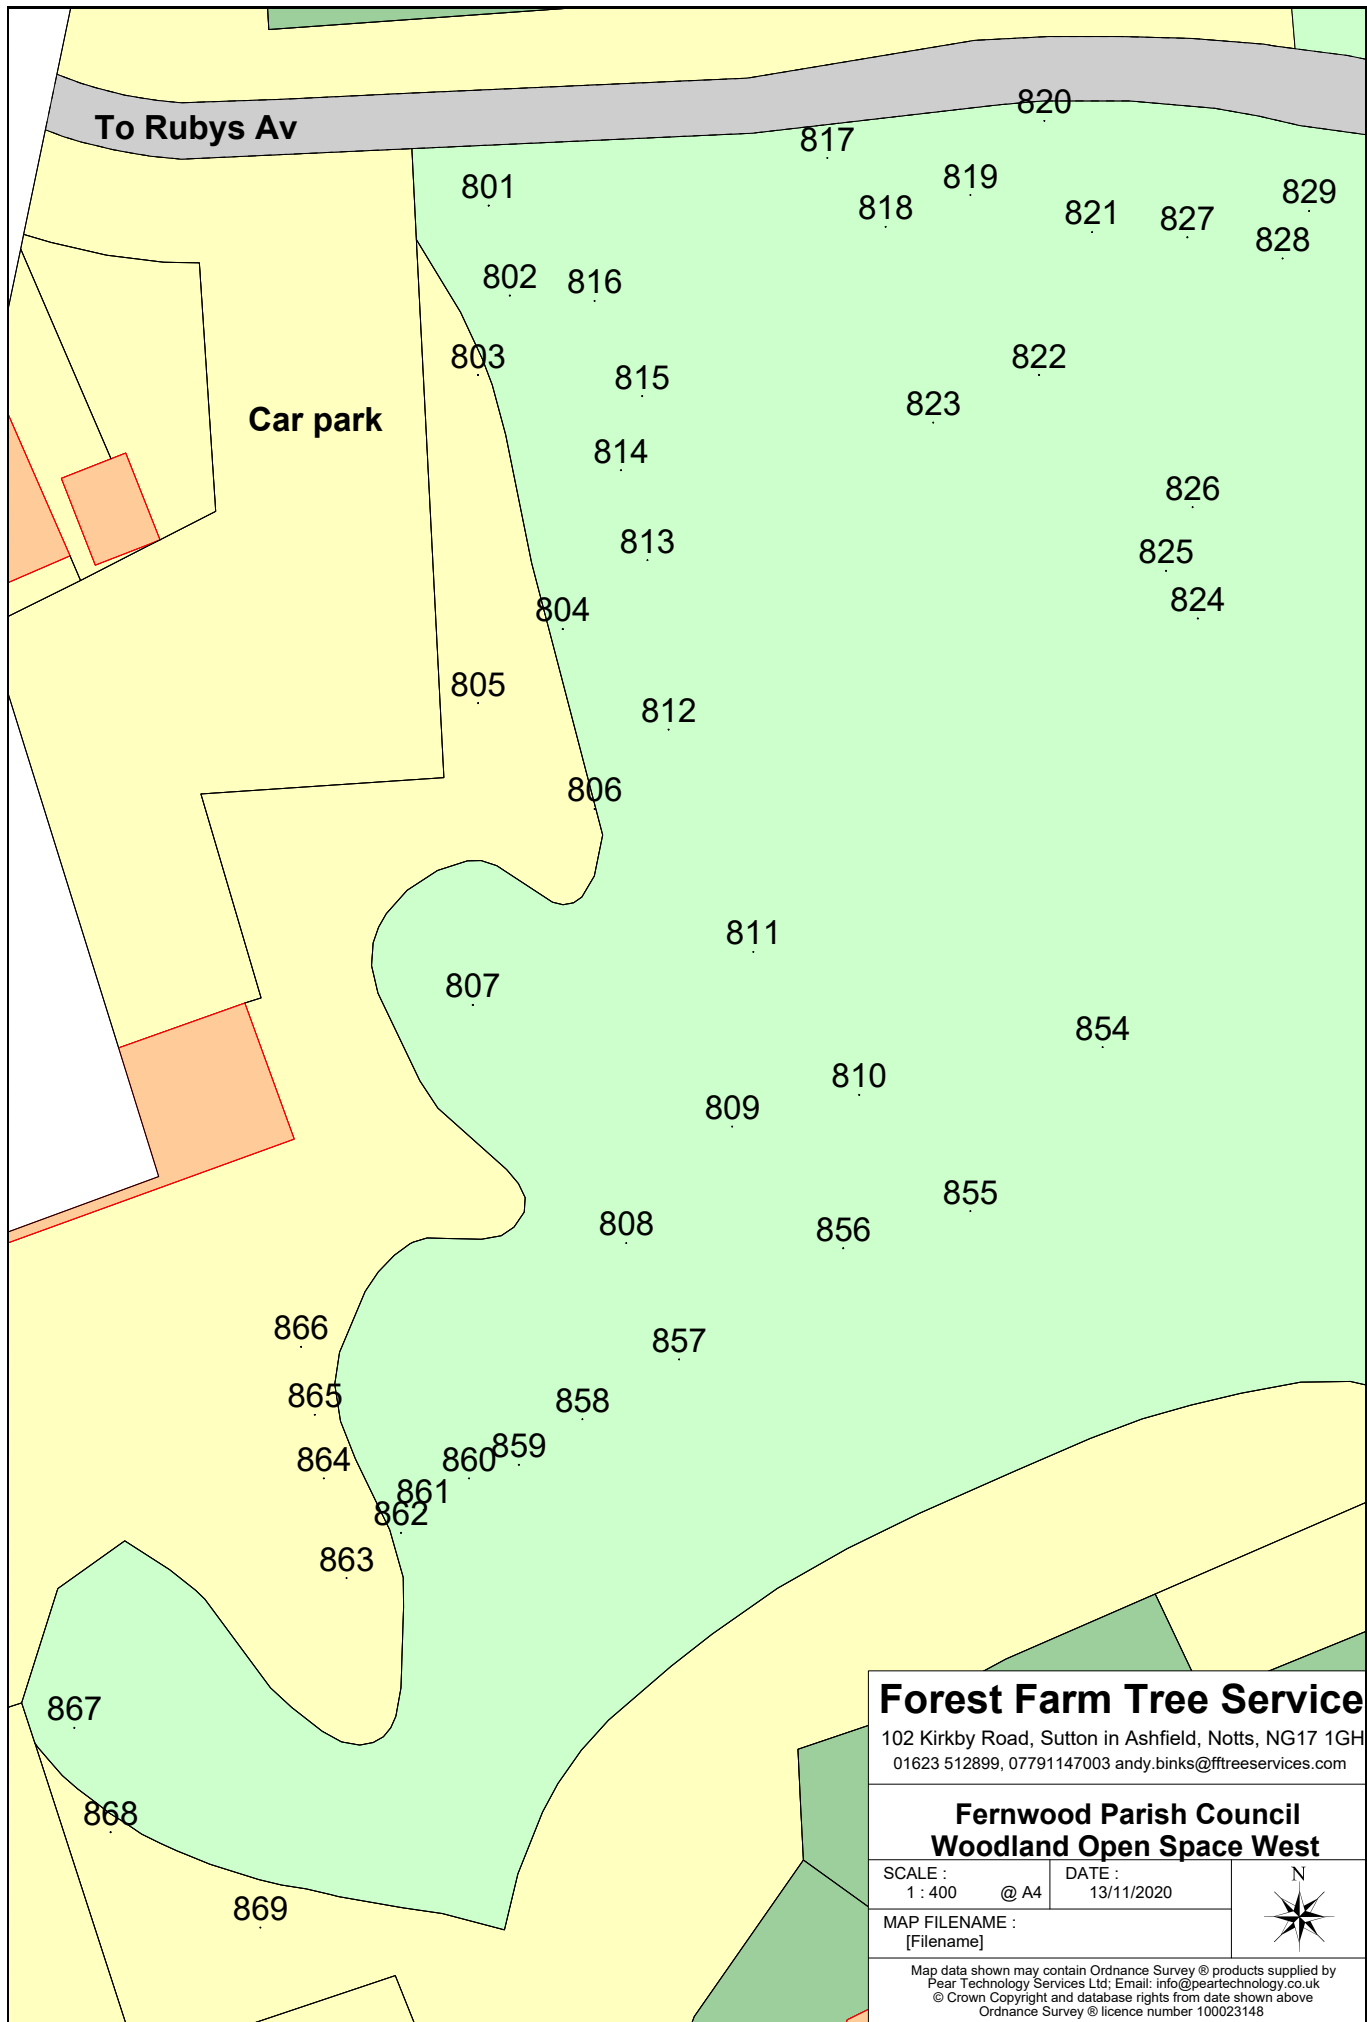 820
To Rubys Av
817
819
801
829
818
821
827
828
802
816
803
822
815
823
Car park
814
826
813
825
824
804
805
812
806
811
807
854
810
809
855
808
856
866
857
865
858
859
864
860
861
862
863
867
868
869
Forest Farm Tree Service
102 Kirkby Road, Sutton in Ashfield, Notts, NG17 1GH
01623 512899, 07791147003 andy.binks@fftreeservices.com
Fernwood Parish Council
Woodland Open Space West
SCALE :
1 : 400 @ A4
DATE :
13/11/2020
N
MAP FILENAME :
[Filename]
Map data shown may contain Ordnance Survey ® products supplied by
Pear Technology Services Ltd; Email: info@peartechnology.co.uk
© Crown Copyright and database rights from date shown above
Ordnance Survey ® licence number 100023148